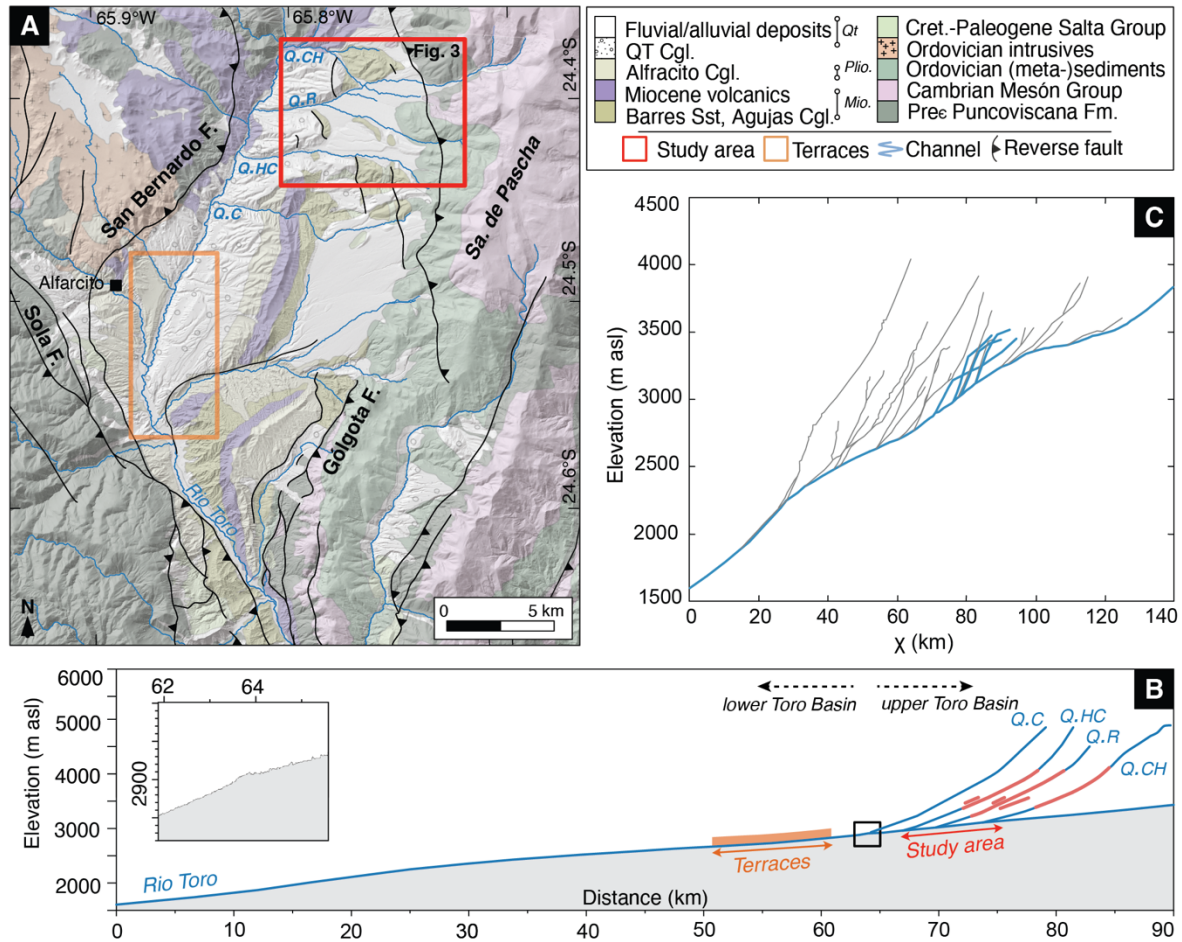 A
65.9°W
65.8°W
Q.CH
Fig. 3
24.4°S
Q.R
San Bernardo F.
Q.HC
Sa. de Pascha
Q.C
Alfarcito
24.5°S
Sola F.
Gólgota F.
24.6°S
Rio Toro
N
0 5 km
Fluvial/alluvial deposits
QT Cgl.
Alfracito Cgl.
Miocene volcanics
Barres Sst, Agujas Cgl.
Qt
Plio.
Mio.
Cret.-Paleogene Salta Group
Ordovician intrusives
Ordovician (meta-)sediments
Cambrian Mesón Group
Preϵ Puncoviscana Fm.
Study area Terraces Channel Reverse fault
C
4500
4000
3500
3000
2500
2000
1500
Elevation (m asl)
0 20 40 60 80 100 120 140
χ (km)
B
6000
5000
4000
3000
2000
Elevation (m asl)
62 64
2900
lower Toro Basin upper Toro Basin
Q.C
Q.HC
Q.R
Q.CH
Study area
Terraces
Rio Toro
Distance (km)
0 10 20 30 40 50 60 70 80 90